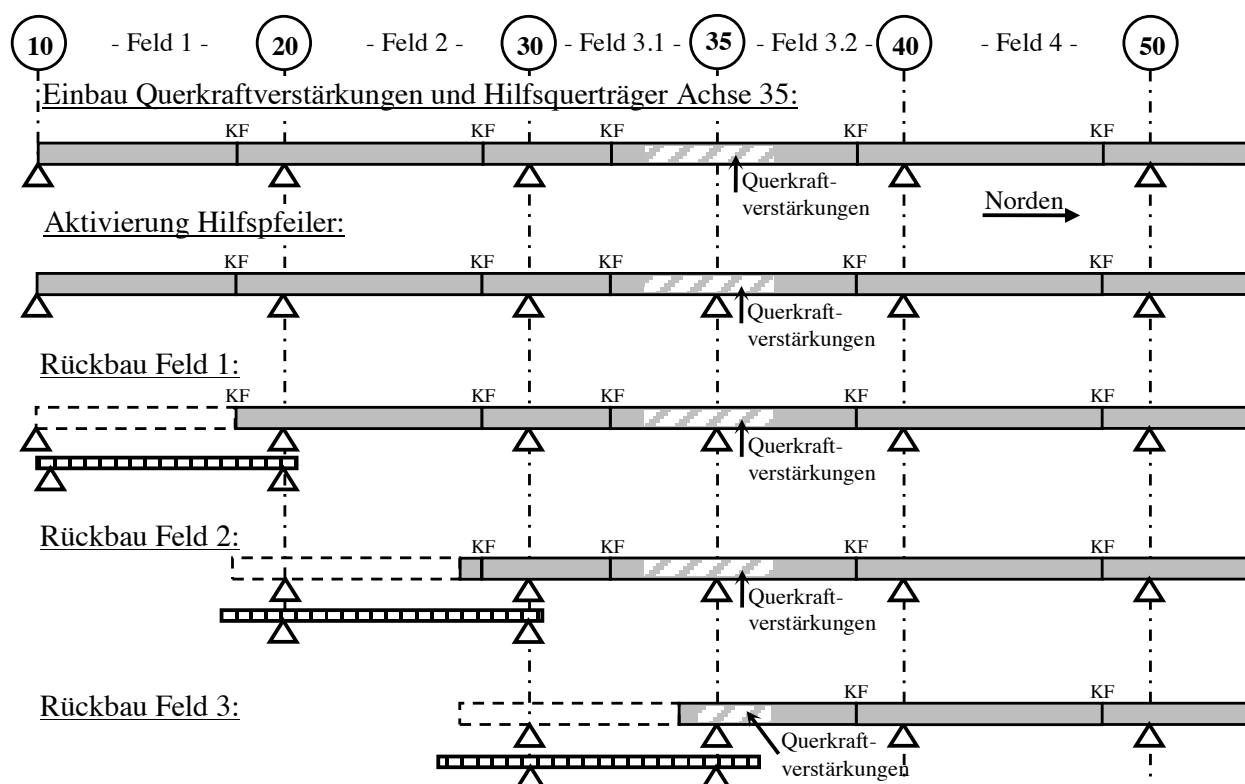 10 - Feld 1 - 20 - Feld 2 - 30 - Feld 3.1 - 35 - Feld 3.2 - 40 - Feld 4 - 50
Einbau Querkraftverstärkungen und Hilfsquerträger Achse 35:
KF KF KF KF KF
Querkraft-
verstärkungen
Norden
Aktivierung Hilfspfeiler:
KF KF KF KF KF
Querkraft-
verstärkungen
Rückbau Feld 1:
KF KF KF KF KF
Querkraft-
verstärkungen
Rückbau Feld 2:
KF KF KF KF
Querkraft-
verstärkungen
Rückbau Feld 3:
KF KF
Querkraft-
verstärkungen